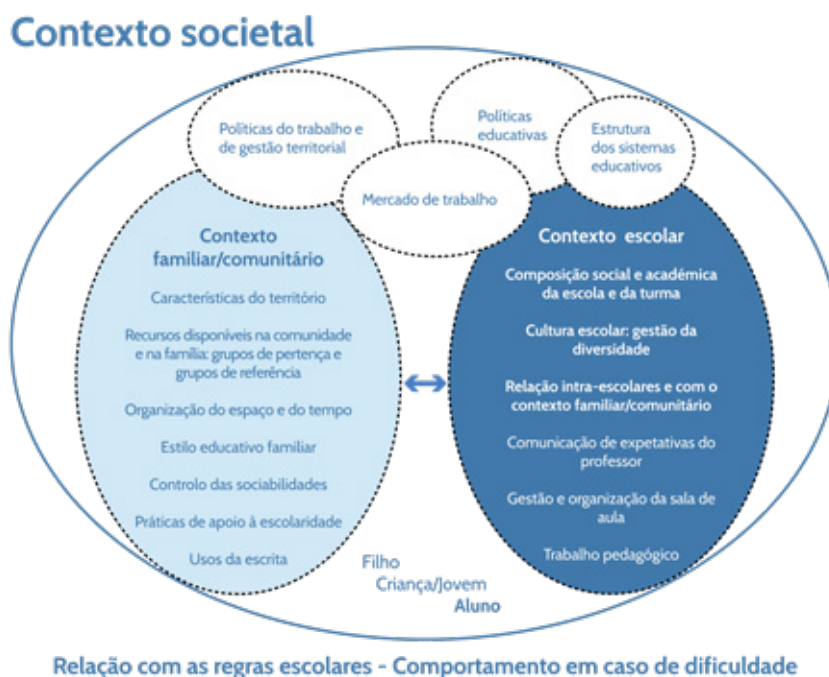 Contexto societal
Políticas do trabalho e
de gestão territorial
Políticas
educativas
Estrutura
dos sistemas
educativos
Mercado de trabalho
Contexto
familiar/comunitário
Características do território
Recursos disponíveis na comunidade
e na família: grupos de pertença e
grupos de referência
Organização do espaço e do tempo
Estilo educativo familiar
Controlo das sociabilidades
Práticas de apoio à escolaridade
Usos da escrita
Contexto escolar
Composição social e académica
da escola e da turma
Cultura escolar: gestão da
diversidade
Relação intra-escolares e com o
contexto familiar/comunitário
Comunicação de expetativas do
professor
Gestão e organização da sala de
aula
Trabalho pedagógico
Filho
Criança/Jovem
Aluno
Relação com as regras escolares - Comportamento em caso de dificuldade